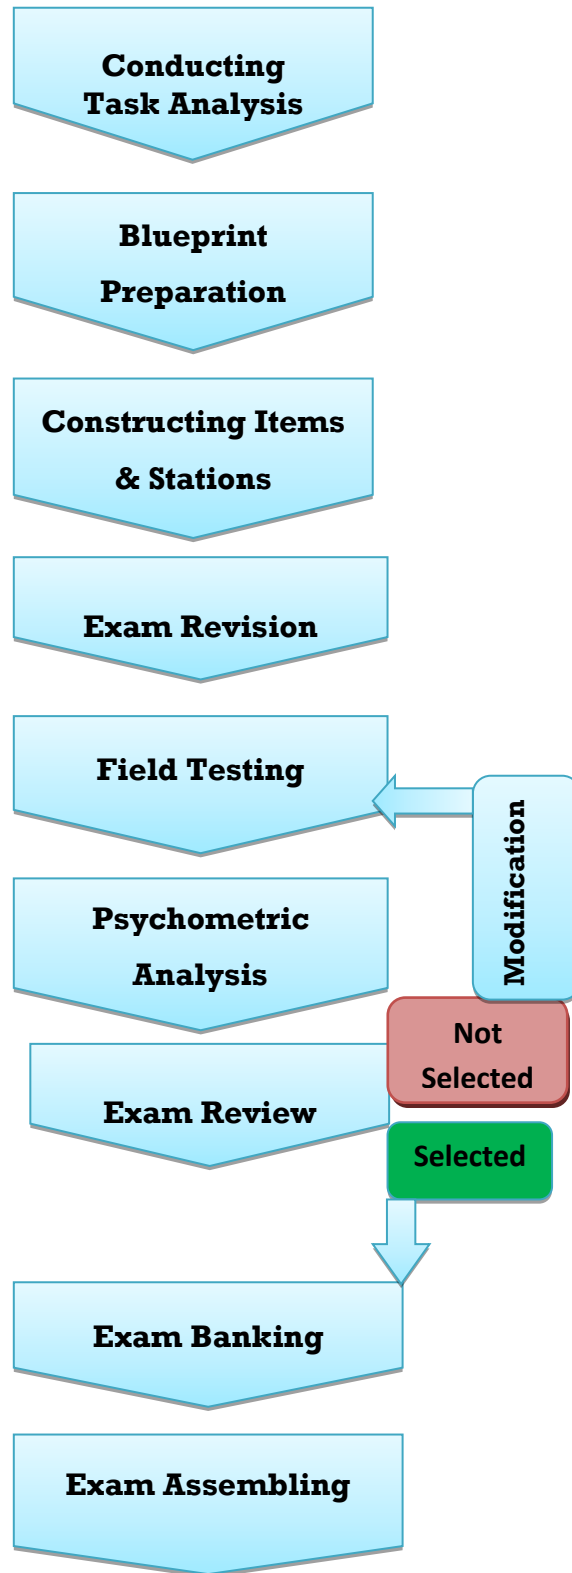 Conducting
Task Analysis
Blueprint
Preparation
Constructing Items
& Stations
Exam Revision
Field Testing
Modification
Psychometric
Analysis
Not
Selected
Exam Review
Selected
Exam Banking
Exam Assembling